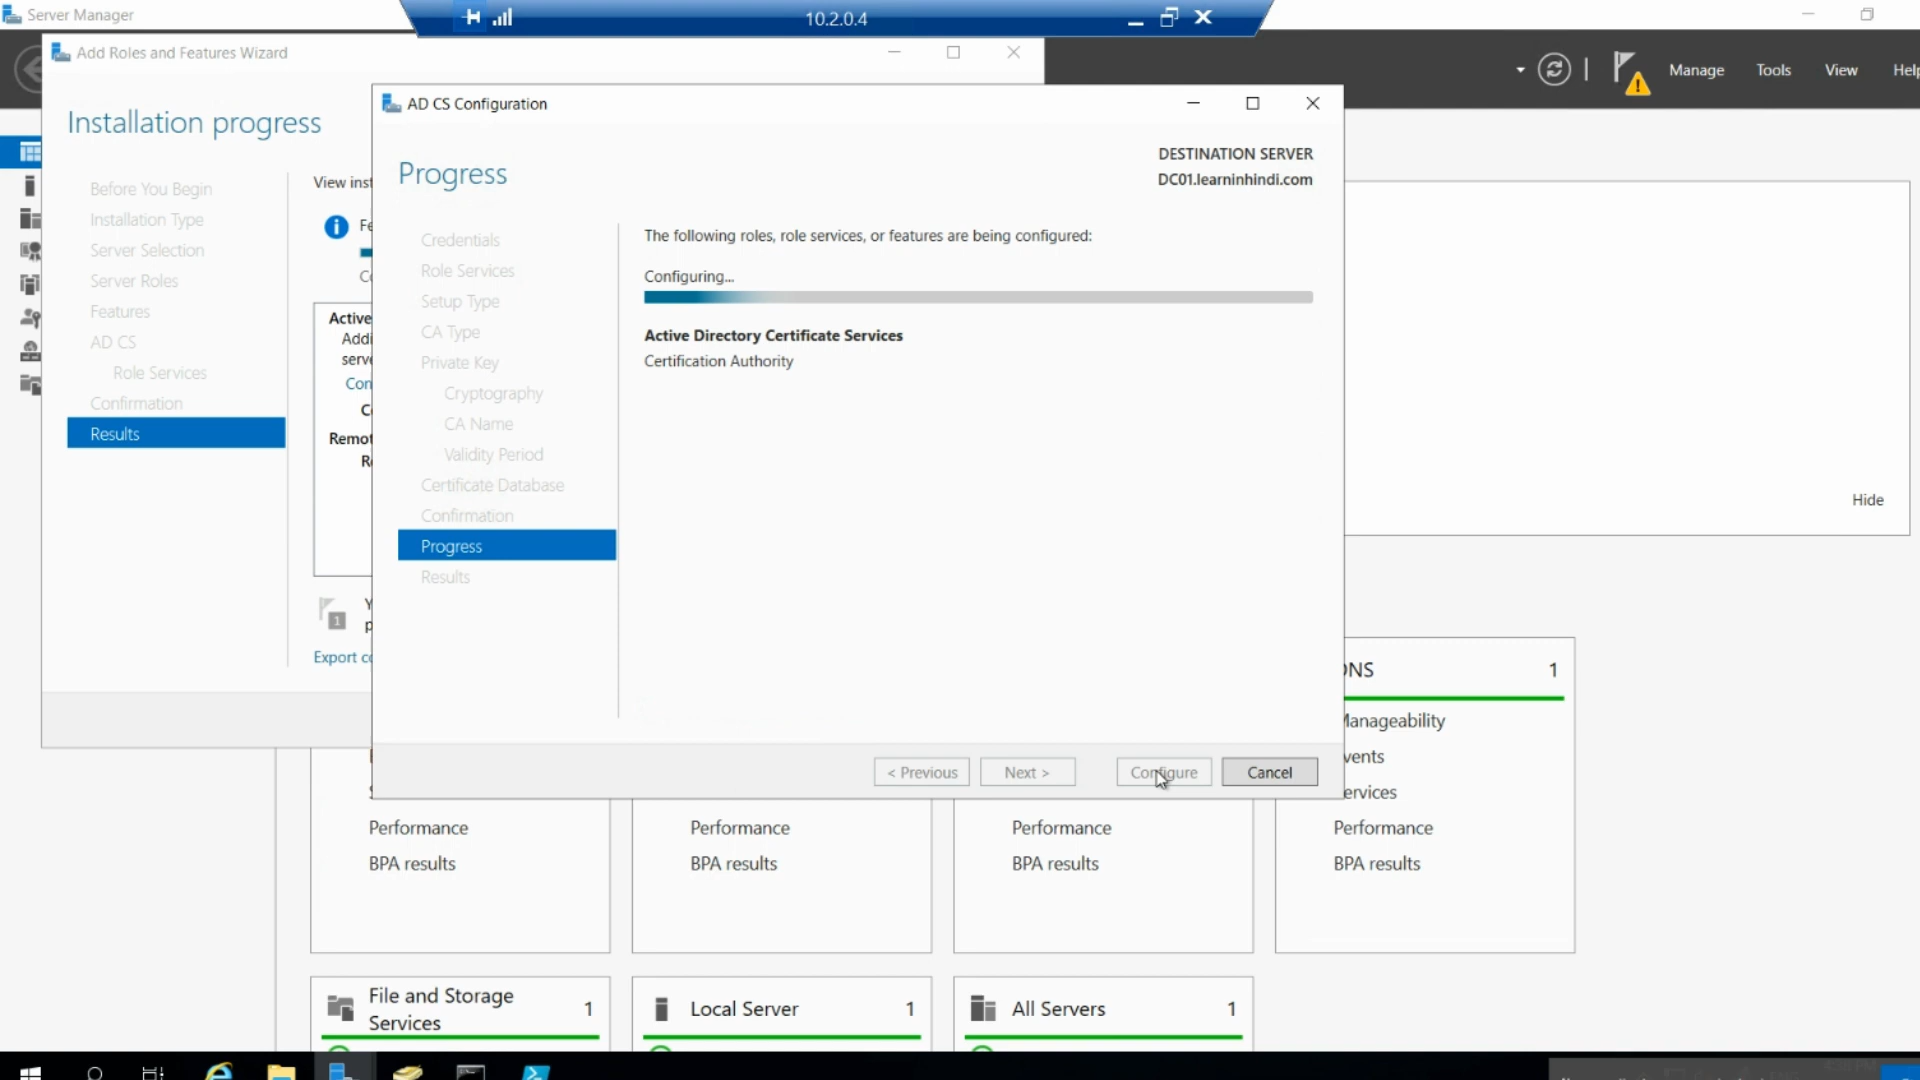 Server Manager
10.2.0.4
Add Roles and Features Wizard
Manage
Tools
View
Installation progress
Before You Begin
Installation Type
Server Selection
Server Roles
Features
AD CS
Role Services
Confirmation
Results
Active
Export
AD CS Configuration
Progress
DESTINATION SERVER
DC01.learninhindi.com
Credentials
Role Services
Setup Type
CA Type
Private Key
Cryptography
CA Name
Validity Period
Certificate Database
Confirmation
Progress
Results
The following roles, role services, or features are being configured:
Configuring...
Active Directory Certificate Services
Certification Authority
< Previous
Next >
Configure
Cancel
Hide
1
1
Performance
BPA results
Performance
BPA results
Performance
BPA results
Performance
BPA results
File and Storage
Services
1
Local Server
1
All Servers
1